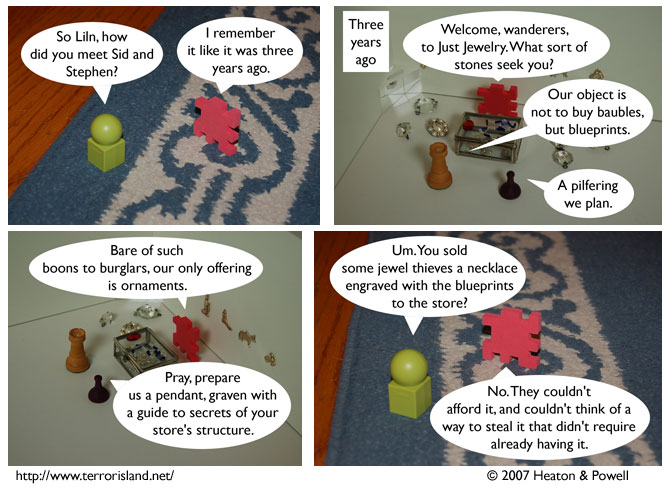 So Liln, how
did you meet Sid and
Stephen?
I remember
it like it was three
years ago.
Three
years
ago
Welcome, wanderers,
to Just Jewelry. What sort of
stones seek you?
Our object is
not to buy baubles,
but blueprints.
A pilfering
we plan.
Bare of such
boons to burglars, our only offering
is ornaments.
Pray, prepare
us a pendant, graven with
a guide to secrets of your
store's structure.
Um. You sold
some jewel thieves a necklace
engraved with the blueprints
to the store?
No. They couldn't
afford it, and couldn't think of a
way to steal it that didn't require
already having it.
http://www.terrorisland.net/
© 2007 Heaton & Powell